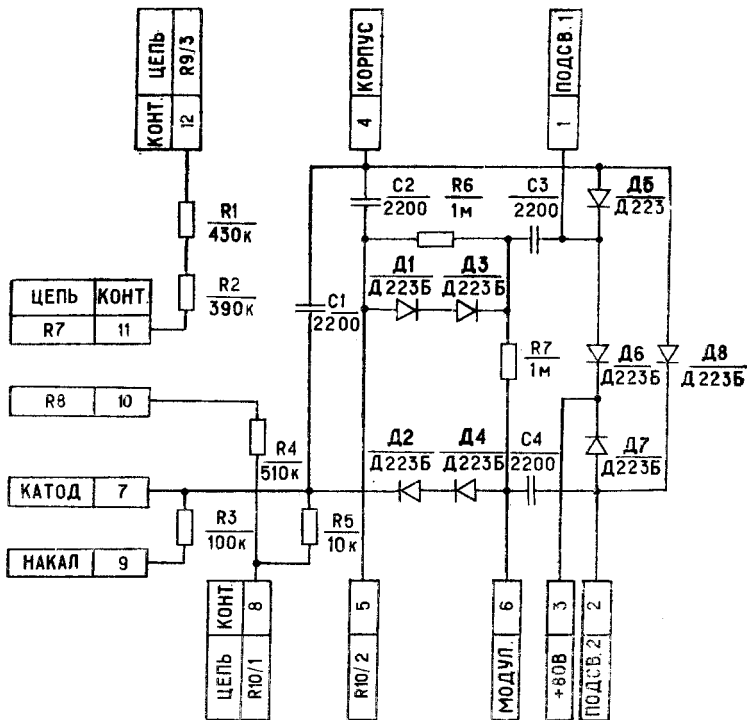 ЦЕПЬ R9/3
КОНТ. 12
КОРПУС
4
ПОДСВ.1
1
C2
2200
R6
1м
C3
2200
Д5
Д223
R1
430к
R2
390к
C1
2200
Д1
Д223Б
Д3
Д223Б
ЦЕПЬ КОНТ.
R7 11
R7
1м
Д6
Д223Б
Д8
Д223Б
R8 10
R4
510к
Д2
Д223Б
Д4
Д223Б
C4
2200
Д7
Д223Б
КАТОД 7
R3
100к
R5
10к
НАКАЛ 9
КОНТ. 8
ЦЕПЬ R10/1
5
R10/2
6
МОДУЛ.
3
+80В
2
ПОДСВ.2